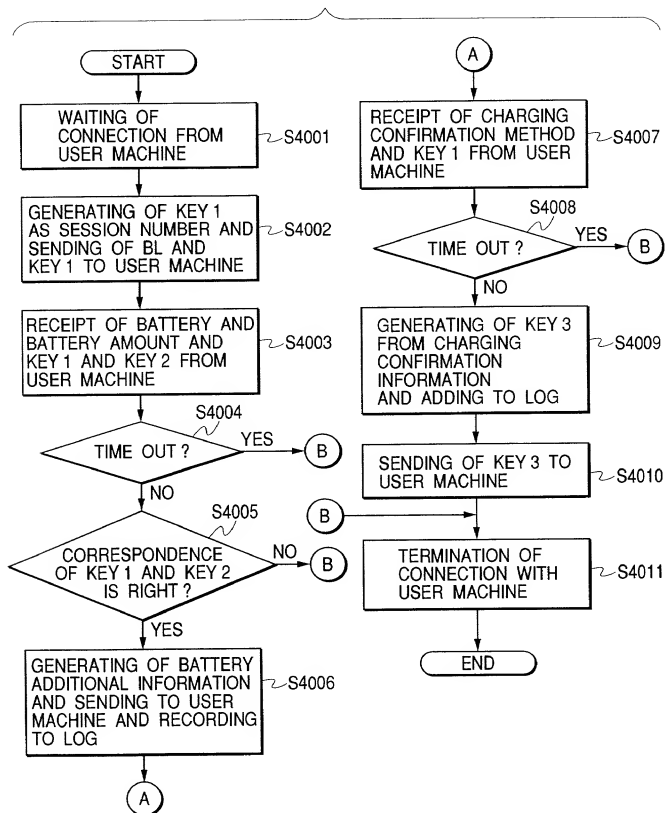 START
WAITING OF
CONNECTION FROM
USER MACHINE
S4001
GENERATING OF KEY 1
AS SESSION NUMBER AND
SENDING OF BL AND
KEY 1 TO USER MACHINE
S4002
RECEIPT OF BATTERY AND
BATTERY AMOUNT AND
KEY 1 AND KEY 2 FROM
USER MACHINE
S4003
S4004
TIME OUT ?
YES
B
NO
S4005
CORRESPONDENCE
OF KEY 1 AND KEY 2
IS RIGHT ?
NO
B
YES
GENERATING OF BATTERY
ADDITIONAL INFORMATION
AND SENDING TO USER
MACHINE AND RECORDING
TO LOG
S4006
A
A
RECEIPT OF CHARGING
CONFIRMATION METHOD
AND KEY 1 FROM USER
MACHINE
S4007
S4008
TIME OUT ?
YES
B
NO
GENERATING OF KEY 3
FROM CHARGING
CONFIRMATION
INFORMATION
AND ADDING TO LOG
S4009
SENDING OF KEY 3 TO
USER MACHINE
S4010
B
TERMINATION OF
CONNECTION WITH
USER MACHINE
S4011
END